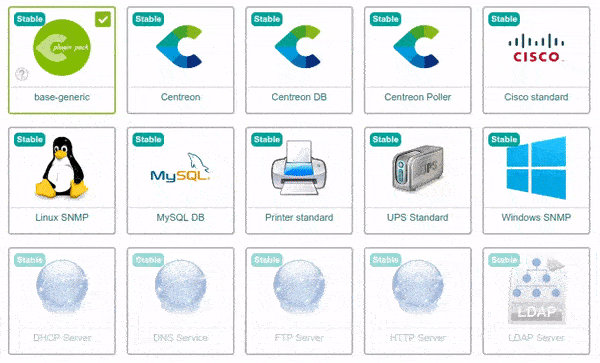 Stable Stable Stable Stable Stable
plugin pack
CISCO
base-generic Centreon Centreon DB Centreon Poller Cisco standard
Stable Stable Stable Stable Stable
MySQL
UPS
Linux SNMP MySQL DB Printer standard UPS Standard Windows SNMP
Stable Stable Stable Stable Stable
LDAP
DHCP Server DNS Service FTP Server HTTP Server LDAP Server